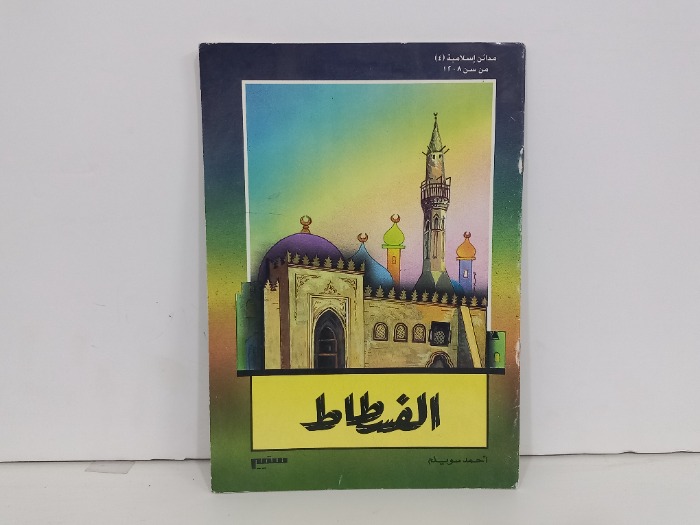 مدائن إسلامية (٤)
من سن ٨ - ١٢
الفسطاط
أحمد سويلم
سفير